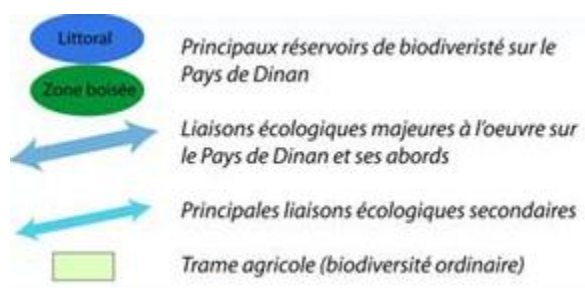 Littoral
Zone boisée
Principaux réservoirs de biodiveristé sur le
Pays de Dinan
Liaisons écologiques majeures à l'oeuvre sur
le Pays de Dinan et ses abords
Principales liaisons écologiques secondaires
Trame agricole (biodiversité ordinaire)